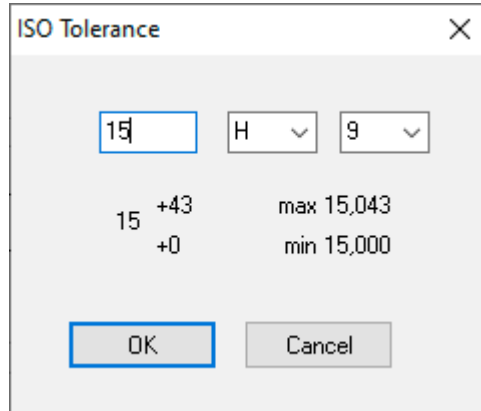 ISO Tolerance
15 H 9
15 +43 max 15,043
+0 min 15,000
OK Cancel